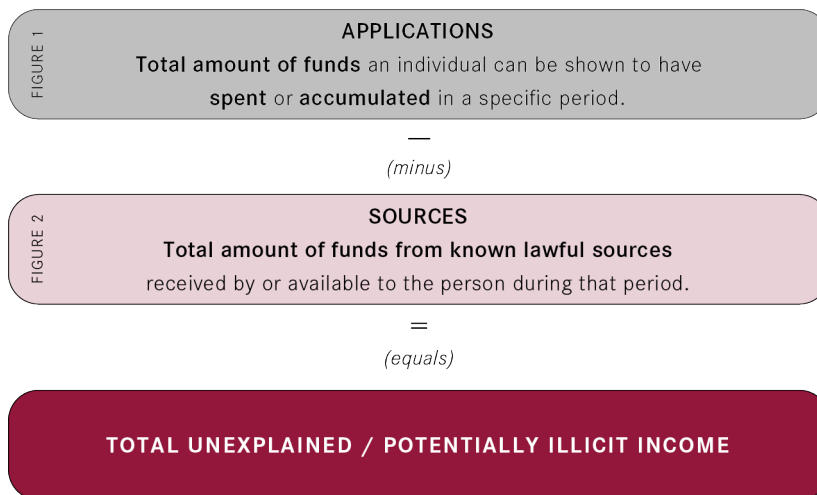 FIGURE 1
APPLICATIONS
Total amount of funds an individual can be shown to have
spent or accumulated in a specific period.
—
(minus)
FIGURE 2
SOURCES
Total amount of funds from known lawful sources
received by or available to the person during that period.
=
(equals)
TOTAL UNEXPLAINED / POTENTIALLY ILLICIT INCOME